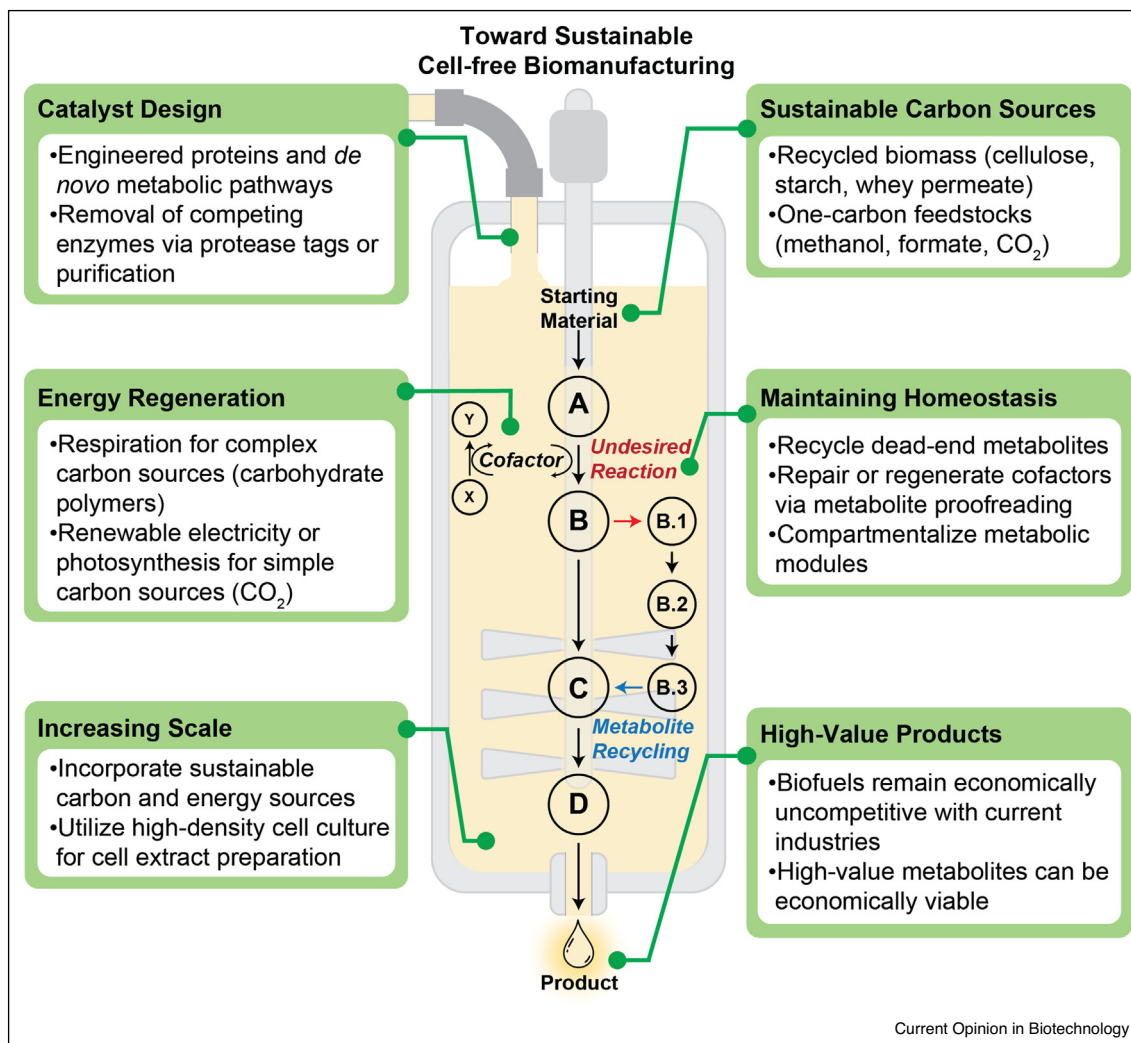 Toward Sustainable
Cell-free Biomanufacturing
Catalyst Design
•Engineered proteins and de
novo metabolic pathways
•Removal of competing
enzymes via protease tags or
purification
Sustainable Carbon Sources
•Recycled biomass (cellulose,
starch, whey permeate)
•One-carbon feedstocks
(methanol, formate, CO₂)
Starting
Material
Energy Regeneration
•Respiration for complex
carbon sources (carbohydrate
polymers)
•Renewable electricity or
photosynthesis for simple
carbon sources (CO₂)
A
Y
Cofactor
X
Undesired
Reaction
B
B.1
B.2
C
B.3
Metabolite
Recycling
D
Maintaining Homeostasis
•Recycle dead-end metabolites
•Repair or regenerate cofactors
via metabolite proofreading
•Compartmentalize metabolic
modules
Increasing Scale
•Incorporate sustainable
carbon and energy sources
•Utilize high-density cell culture
for cell extract preparation
High-Value Products
•Biofuels remain economically
uncompetitive with current
industries
•High-value metabolites can be
economically viable
Product
Current Opinion in Biotechnology